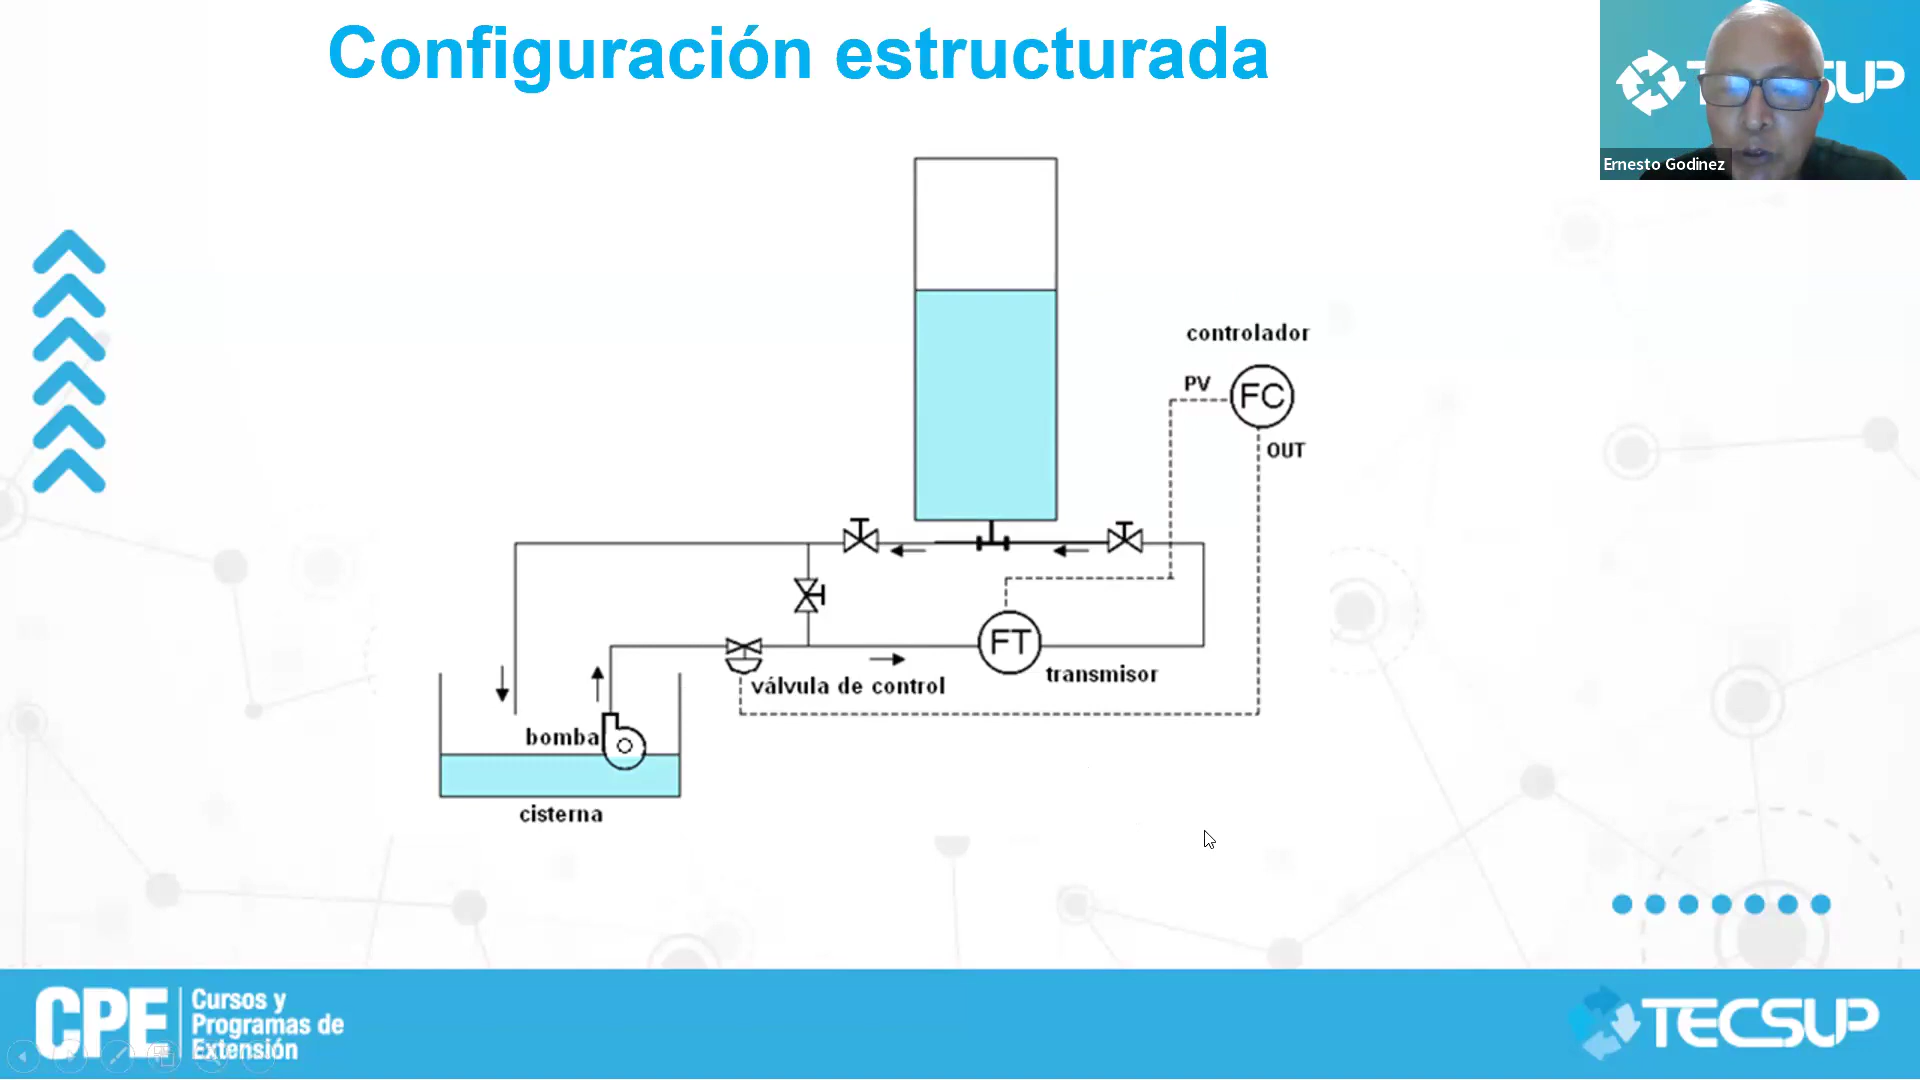 Configuración estructurada
TECSUP
Ernesto Godinez
controlador
PV
FC
OUT
FT
transmisor
válvula de control
bomba
cisterna
CPE
Cursos y
Programas de
Extensión
TECSUP